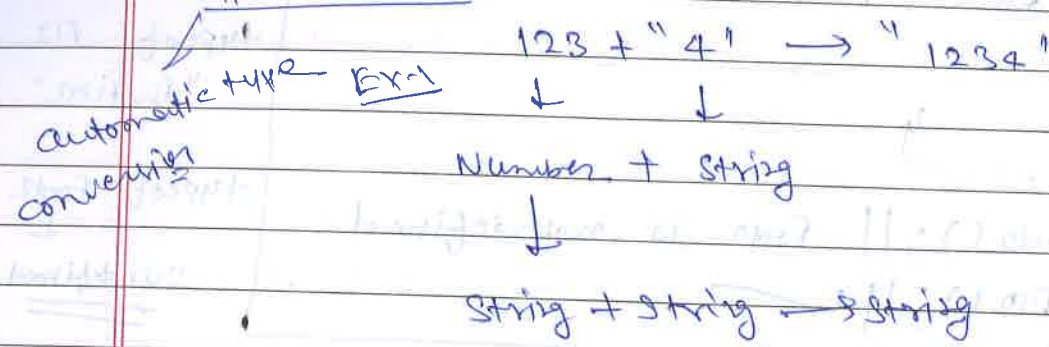 123 + "4" → "1234"
automatic type conversion
Ex-1
↓ ↓
Number + String
↓
String + String → String